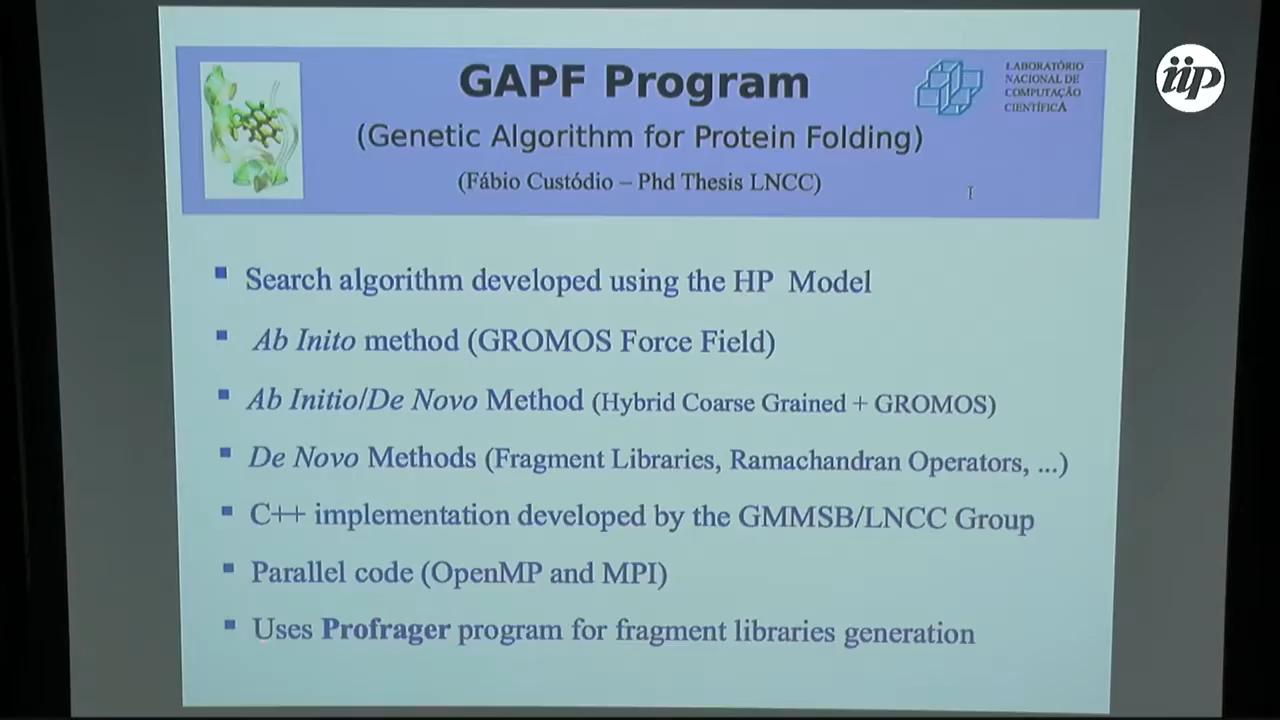 GAPF Program
(Genetic Algorithm for Protein Folding)
(Fábio Custódio – Phd Thesis LNCC)
LABORATÓRIO
NACIONAL DE
COMPUTAÇÃO
CIENTÍFICA
iip
Search algorithm developed using the HP Model
Ab Inito method (GROMOS Force Field)
Ab Initio/De Novo Method (Hybrid Coarse Grained + GROMOS)
De Novo Methods (Fragment Libraries, Ramachandran Operators, ...)
C++ implementation developed by the GMMSB/LNCC Group
Parallel code (OpenMP and MPI)
Uses Profrager program for fragment libraries generation